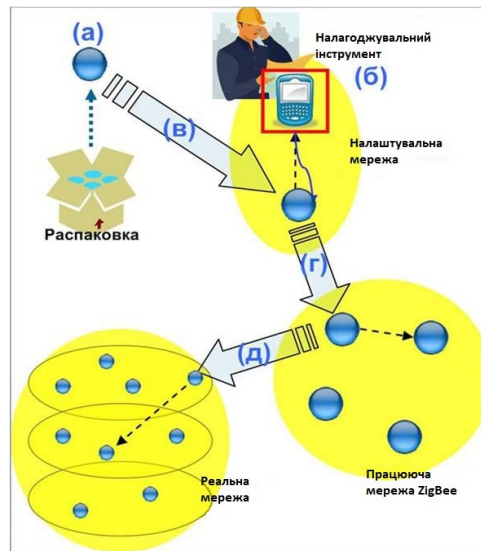 (а)
Налагоджувальний
інструмент
(б)
(в)
Налаштувальна
мережа
Распаковка
(г)
(д)
Реальна
мережа
Працююча
мережа ZigBee